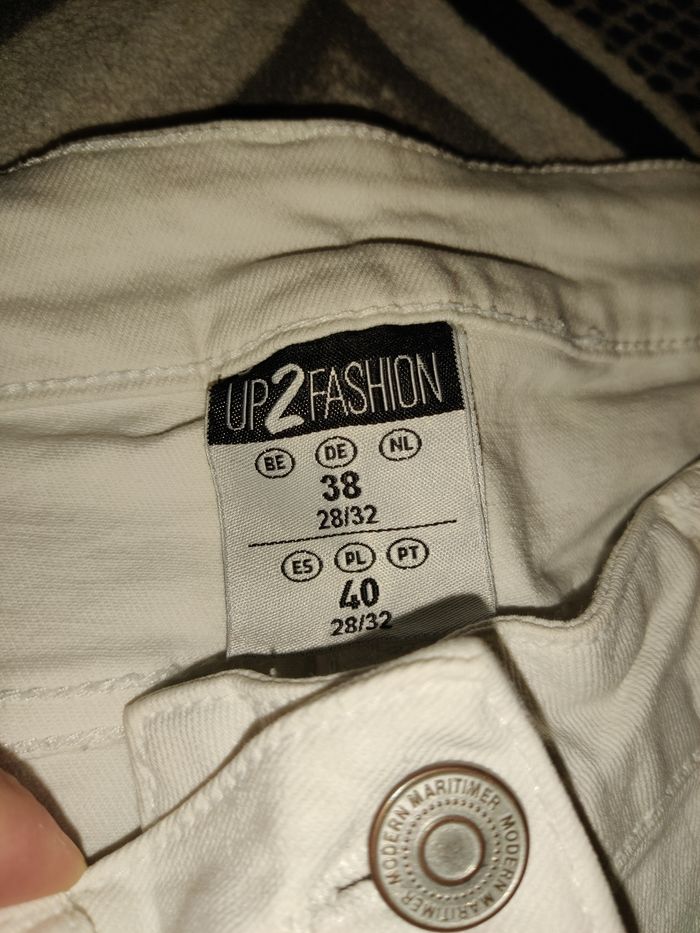 UP2FASHION
BE DE NL
38
28/32
ES PL PT
40
28/32
MODERN MARITIMER MODERN MARITIMER